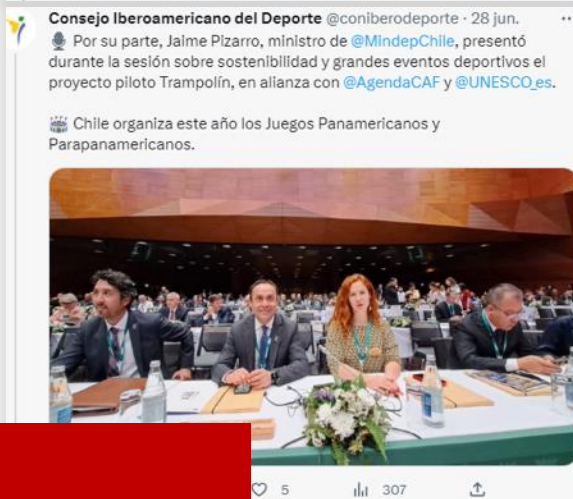 Consejo Iberoamericano del Deporte @coniberodeporte · 28 jun.
Por su parte, Jaime Pizarro, ministro de @MindepChile, presentó
durante la sesión sobre sostenibilidad y grandes eventos deportivos el
proyecto piloto Trampolín, en alianza con @AgendaCAF y @UNESCO_es.
Chile organiza este año los Juegos Panamericanos y
Parapanamericanos.
5 307